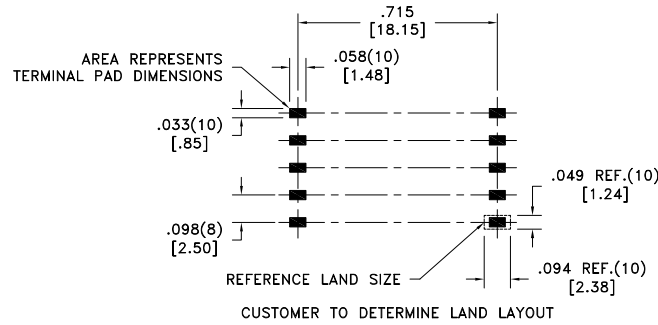 .715
[18.15]
AREA REPRESENTS
TERMINAL PAD DIMENSIONS
.058(10)
[1.48]
.033(10)
[.85]
.049 REF.(10)
[1.24]
.098(8)
[2.50]
REFERENCE LAND SIZE
.094 REF.(10)
[2.38]
CUSTOMER TO DETERMINE LAND LAYOUT